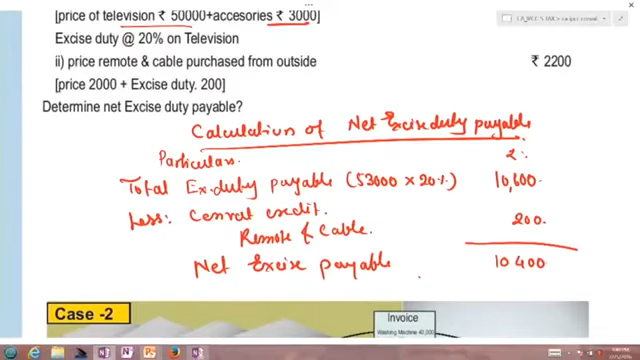 [price of television ₹ 50000+accesories ₹ 3000]
Excise duty @ 20% on Television
ii) price remote & cable purchased from outside ₹ 2200
[price 2000 + Excise duty. 200]
Determine net Excise duty payable?
Calculation of Net Excise duty payable
Particulars
Total Ex.duty payable (53000 × 20%) 10,600.
Less: Cenvat credit.
Remote & Cable. 200.
Net Excise payable 10400
Case -2
Invoice
Washing Machine 40,000